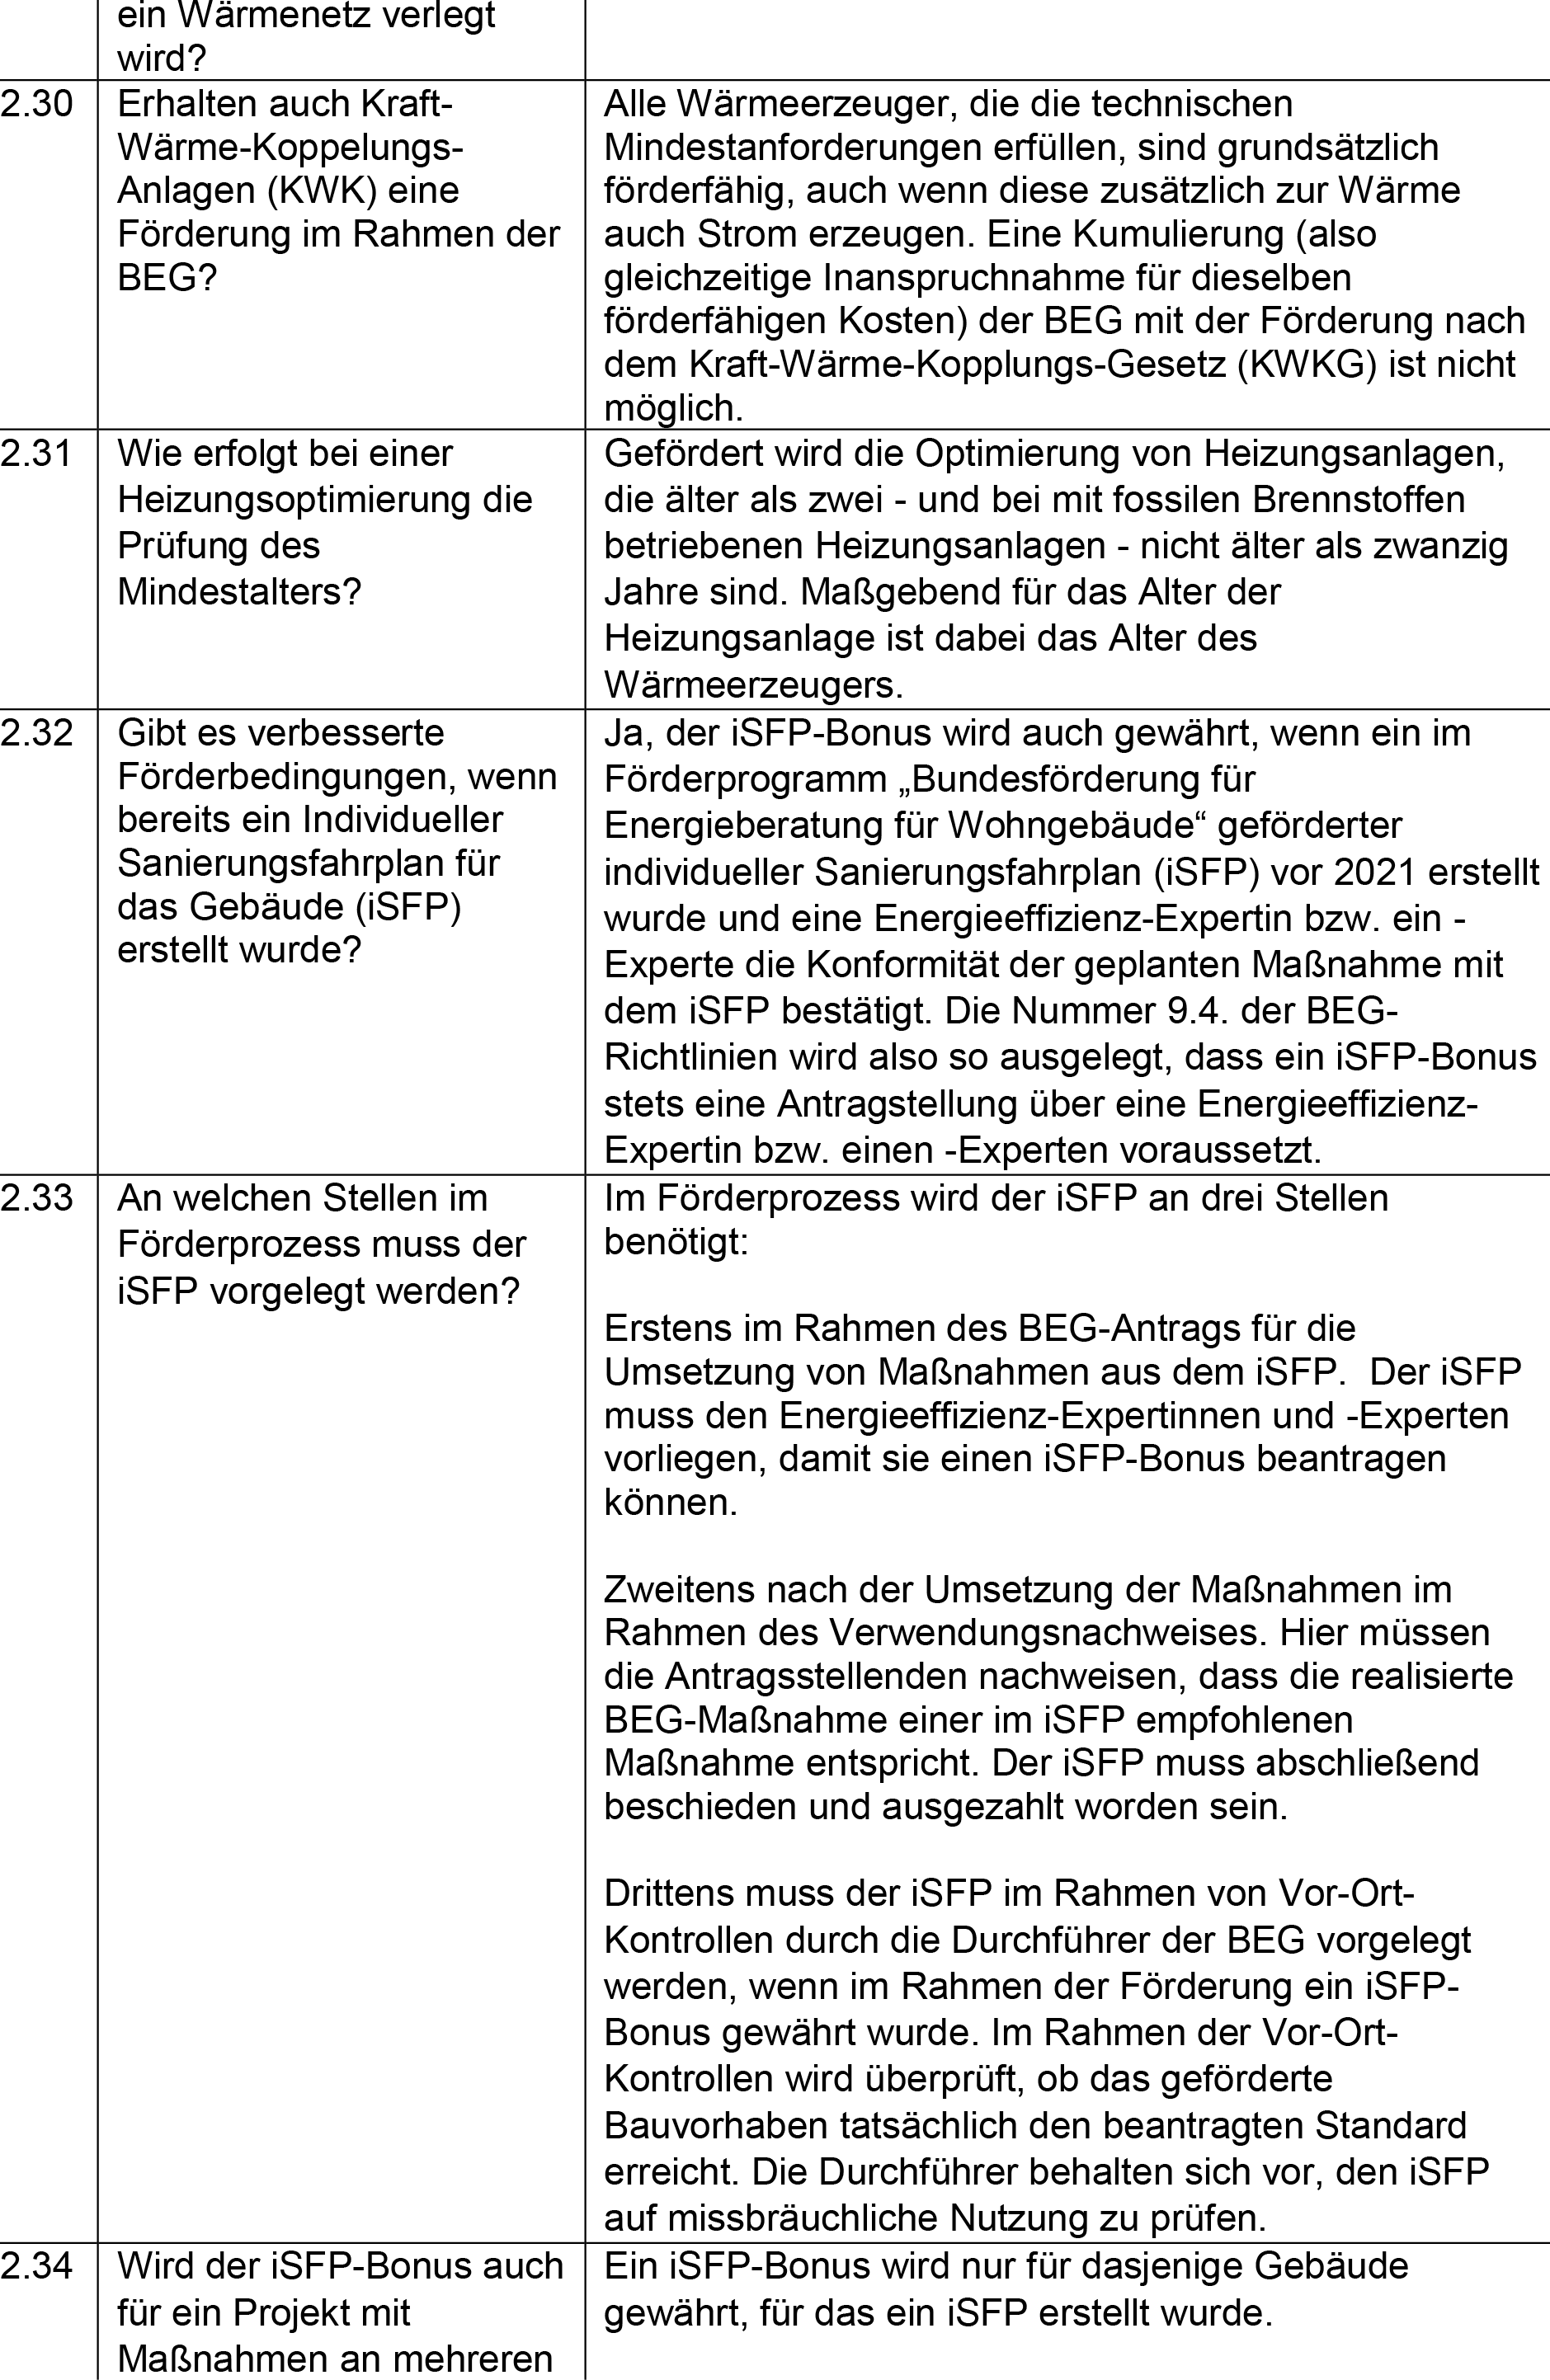 ein Wärmenetz verlegt
wird?
2.30
Erhalten auch Kraft-
Wärme-Koppelungs-
Anlagen (KWK) eine
Förderung im Rahmen der
BEG?
Alle Wärmeerzeuger, die die technischen
Mindestanforderungen erfüllen, sind grundsätzlich
förderfähig, auch wenn diese zusätzlich zur Wärme
auch Strom erzeugen. Eine Kumulierung (also
gleichzeitige Inanspruchnahme für dieselben
förderfähigen Kosten) der BEG mit der Förderung nach
dem Kraft-Wärme-Kopplungs-Gesetz (KWKG) ist nicht
möglich.
2.31
Wie erfolgt bei einer
Heizungsoptimierung die
Prüfung des
Mindestalters?
Gefördert wird die Optimierung von Heizungsanlagen,
die älter als zwei - und bei mit fossilen Brennstoffen
betriebenen Heizungsanlagen - nicht älter als zwanzig
Jahre sind. Maßgebend für das Alter der
Heizungsanlage ist dabei das Alter des
Wärmeerzeugers.
2.32
Gibt es verbesserte
Förderbedingungen, wenn
bereits ein Individueller
Sanierungsfahrplan für
das Gebäude (iSFP)
erstellt wurde?
Ja, der iSFP-Bonus wird auch gewährt, wenn ein im
Förderprogramm „Bundesförderung für
Energieberatung für Wohngebäude“ geförderter
individueller Sanierungsfahrplan (iSFP) vor 2021 erstellt
wurde und eine Energieeffizienz-Expertin bzw. ein -
Experte die Konformität der geplanten Maßnahme mit
dem iSFP bestätigt. Die Nummer 9.4. der BEG-
Richtlinien wird also so ausgelegt, dass ein iSFP-Bonus
stets eine Antragstellung über eine Energieeffizienz-
Expertin bzw. einen -Experten voraussetzt.
2.33
An welchen Stellen im
Förderprozess muss der
iSFP vorgelegt werden?
Im Förderprozess wird der iSFP an drei Stellen
benötigt:
Erstens im Rahmen des BEG-Antrags für die
Umsetzung von Maßnahmen aus dem iSFP.  Der iSFP
muss den Energieeffizienz-Expertinnen und -Experten
vorliegen, damit sie einen iSFP-Bonus beantragen
können.
Zweitens nach der Umsetzung der Maßnahmen im
Rahmen des Verwendungsnachweises. Hier müssen
die Antragsstellenden nachweisen, dass die realisierte
BEG-Maßnahme einer im iSFP empfohlenen
Maßnahme entspricht. Der iSFP muss abschließend
beschieden und ausgezahlt worden sein.
Drittens muss der iSFP im Rahmen von Vor-Ort-
Kontrollen durch die Durchführer der BEG vorgelegt
werden, wenn im Rahmen der Förderung ein iSFP-
Bonus gewährt wurde. Im Rahmen der Vor-Ort-
Kontrollen wird überprüft, ob das geförderte
Bauvorhaben tatsächlich den beantragten Standard
erreicht. Die Durchführer behalten sich vor, den iSFP
auf missbräuchliche Nutzung zu prüfen.
2.34
Wird der iSFP-Bonus auch
für ein Projekt mit
Maßnahmen an mehreren
Ein iSFP-Bonus wird nur für dasjenige Gebäude
gewährt, für das ein iSFP erstellt wurde.